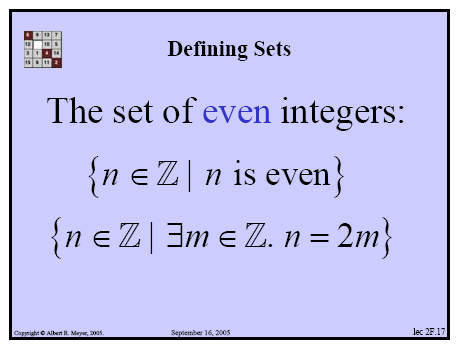 Defining Sets
The set of even integers:
{n ∈ ℤ | n is even}
{n ∈ ℤ | ∃m ∈ ℤ. n = 2m}
Copyright © Albert R. Meyer, 2005.
September 16, 2005
lec 2F.17